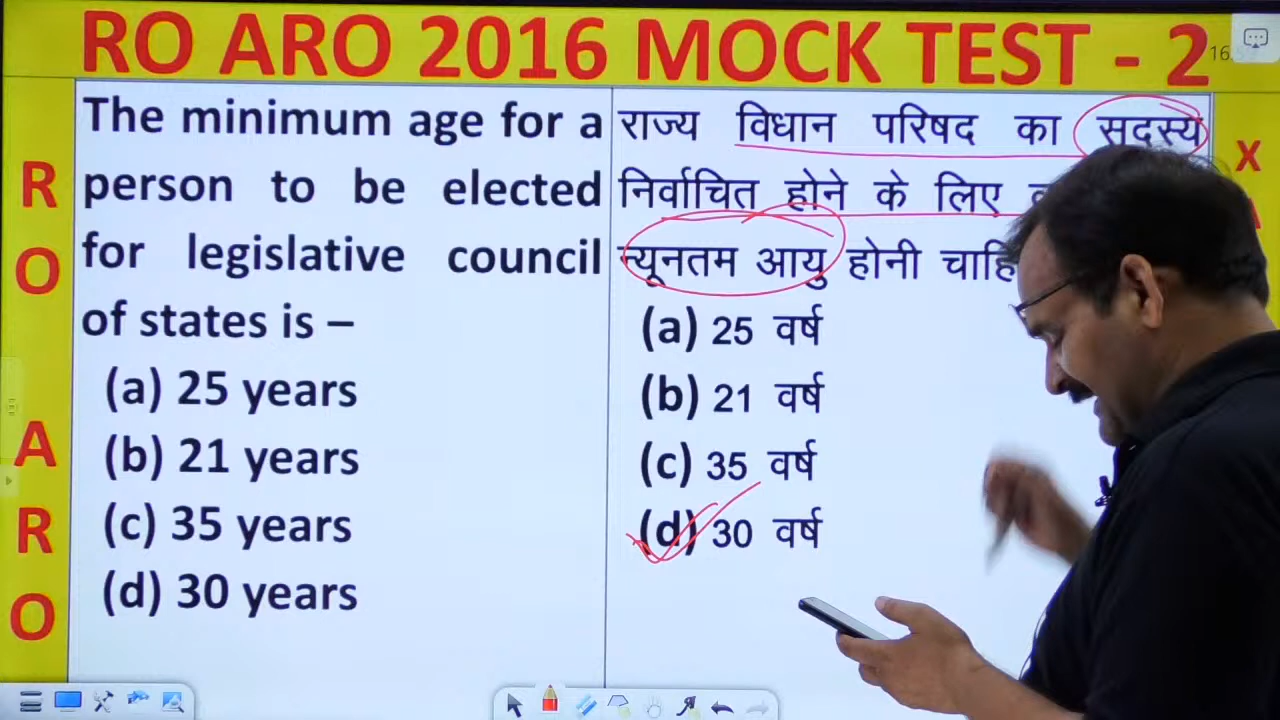 RO ARO 2016 MOCK TEST - 2
The minimum age for a
person to be elected
for legislative council
of states is –
(a) 25 years
(b) 21 years
(c) 35 years
(d) 30 years
राज्य विधान परिषद का सदस्य
निर्वाचित होने के लिए
न्यूनतम आयु होनी
(a) 25 वर्ष
(b) 21 वर्ष
(c) 35 वर्ष
(d) 30 वर्ष
R
O
A
R
O
X